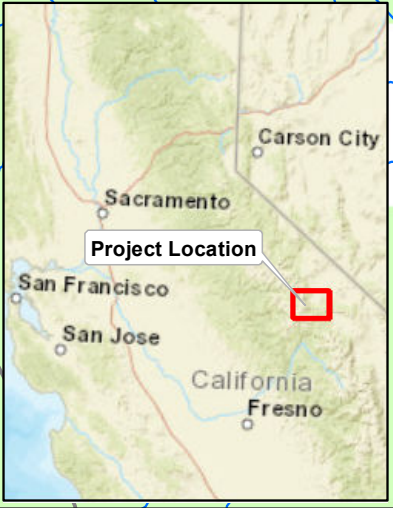 Carson City
Sacramento
Project Location
San Francisco
San Jose
California
Fresno